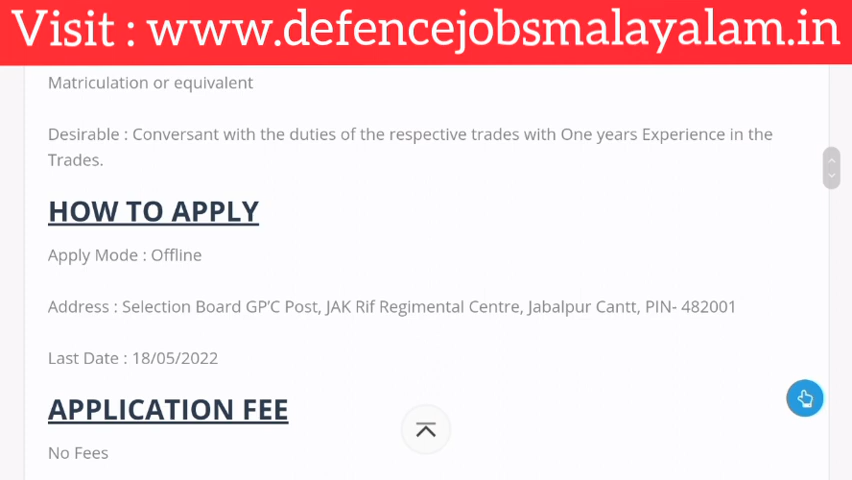 Visit : www.defencejobsmalayalam.in
Matriculation or equivalent
Desirable : Conversant with the duties of the respective trades with One years Experience in the
Trades.
HOW TO APPLY
Apply Mode : Offline
Address : Selection Board GP’C Post, JAK Rif Regimental Centre, Jabalpur Cantt, PIN- 482001
Last Date : 18/05/2022
APPLICATION FEE
No Fees